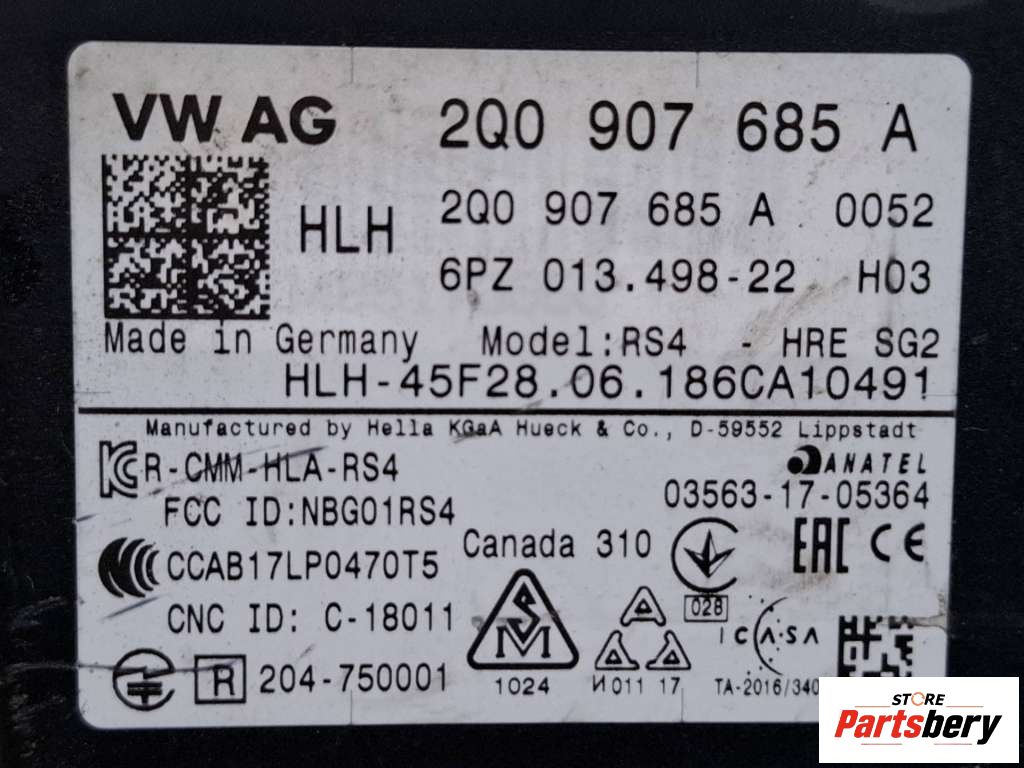 VW AG 2Q0 907 685 A
HLH 2Q0 907 685 A 0052
6PZ 013.498-22 H03
Made in Germany Model:RS4 - HRE SG2
HLH-45F28.06.186CA10491
Manufactured by Hella KGaA Hueck & Co., D-59552 Lippstadt
R-CMM-HLA-RS4 ANATEL
FCC ID:NBG01RS4 03563-17-05364
CCAB17LP0470T5 Canada 310 EAC CE
CNC ID: C-18011 028 ICASA
R 204-750001 1024 И011 17 TA-2016/340
STORE
Partsbery